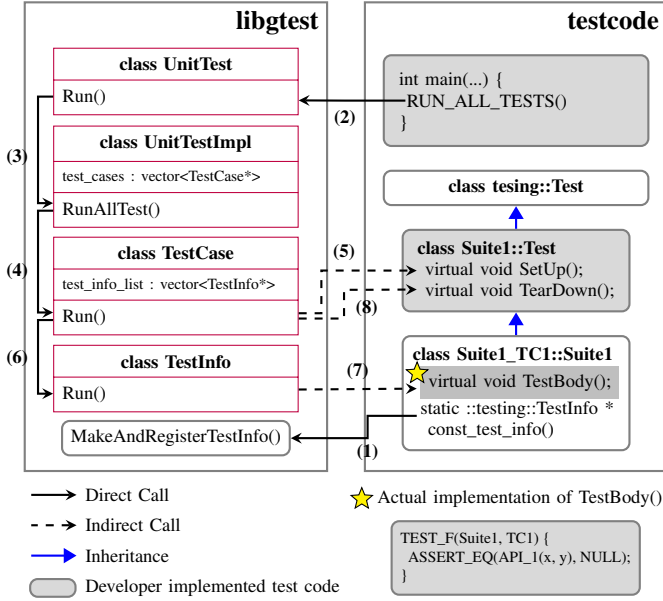 libgtest
class UnitTest
Run()
class UnitTestImpl
test_cases : vector<TestCase*>
RunAllTest()
class TestCase
test_info_list : vector<TestInfo*>
Run()
class TestInfo
Run()
MakeAndRegisterTestInfo()
(3)
(4)
(6)
(2)
(5)
(8)
(7)
(1)
testcode
int main(...) {
RUN_ALL_TESTS()
}
class tesing::Test
class Suite1::Test
virtual void SetUp();
virtual void TearDown();
class Suite1_TC1::Suite1
virtual void TestBody();
static ::testing::TestInfo *
const_test_info()
Direct Call
Indirect Call
Inheritance
Developer implemented test code
Actual implementation of TestBody()
TEST_F(Suite1, TC1) {
ASSERT_EQ(API_1(x, y), NULL);
}